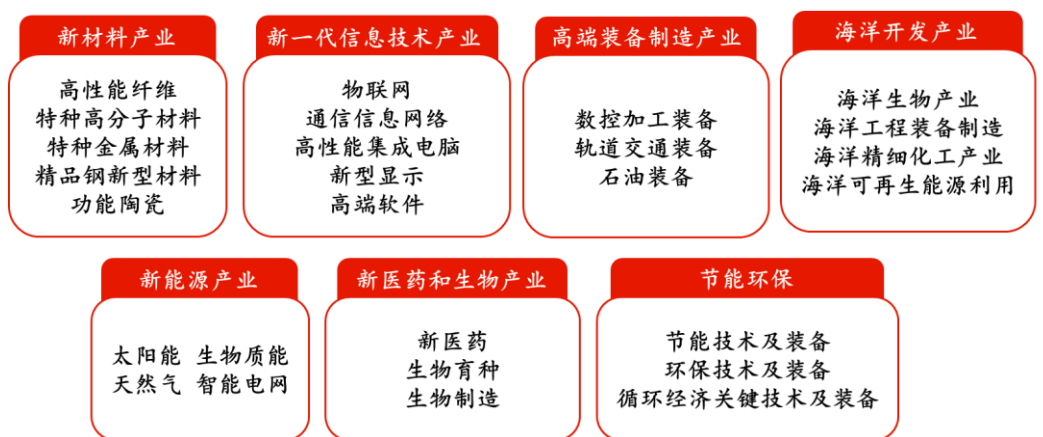 新材料产业
高性能纤维
特种高分子材料
特种金属材料
精品钢新型材料
功能陶瓷
新一代信息技术产业
物联网
通信信息网络
高性能集成电脑
新型显示
高端软件
高端装备制造产业
数控加工装备
轨道交通装备
石油装备
海洋开发产业
海洋生物产业
海洋工程装备制造
海洋精细化工产业
海洋可再生能源利用
新能源产业
太阳能 生物质能
天然气 智能电网
新医药和生物产业
新医药
生物育种
生物制造
节能环保
节能技术及装备
环保技术及装备
循环经济关键技术及装备